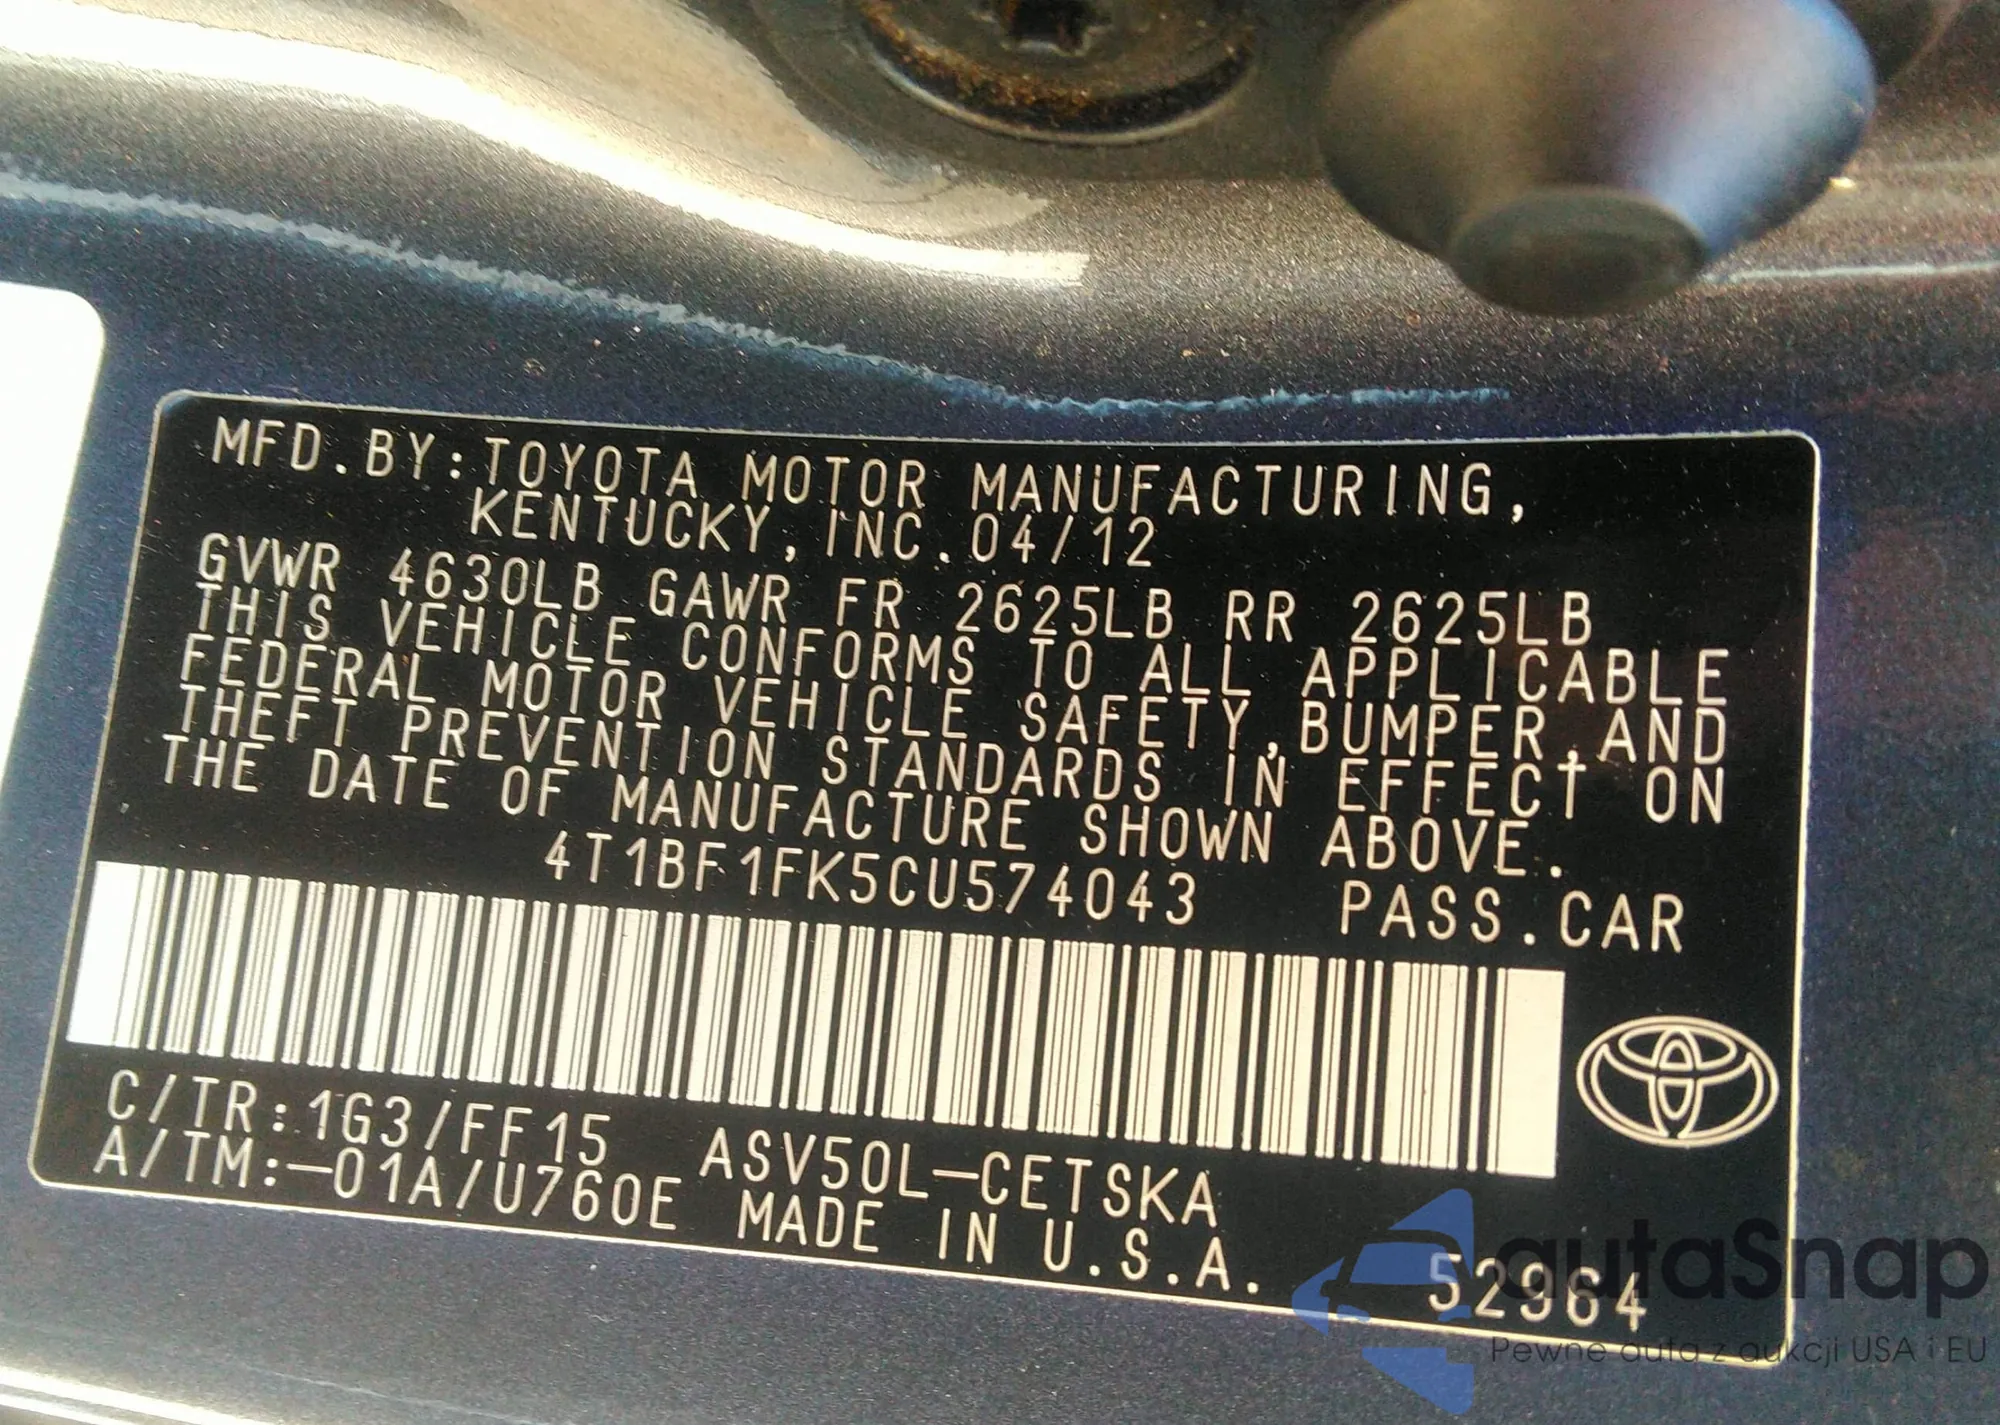 MFD.BY:TOYOTA MOTOR MANUFACTURING,
KENTUCKY, INC.04/12
GVWR 4630LB GAWR FR 2625LB RR 2625LB
THIS VEHICLE CONFORMS TO ALL APPLICABLE
FEDERAL MOTOR VEHICLE SAFETY,BUMPER,AND
THEFT PREVENTION STANDARDS IN EFFECT ON
THE DATE OF MANUFACTURE SHOWN ABOVE.
4T1BF1FK5CU574043 PASS.CAR
C/TR:1G3/FF15 ASV50L-CETSKA
A/TM:-01A/U760E MADE IN U.S.A.
52964
autaSnap
Pewne auta z aukcji USA i EU